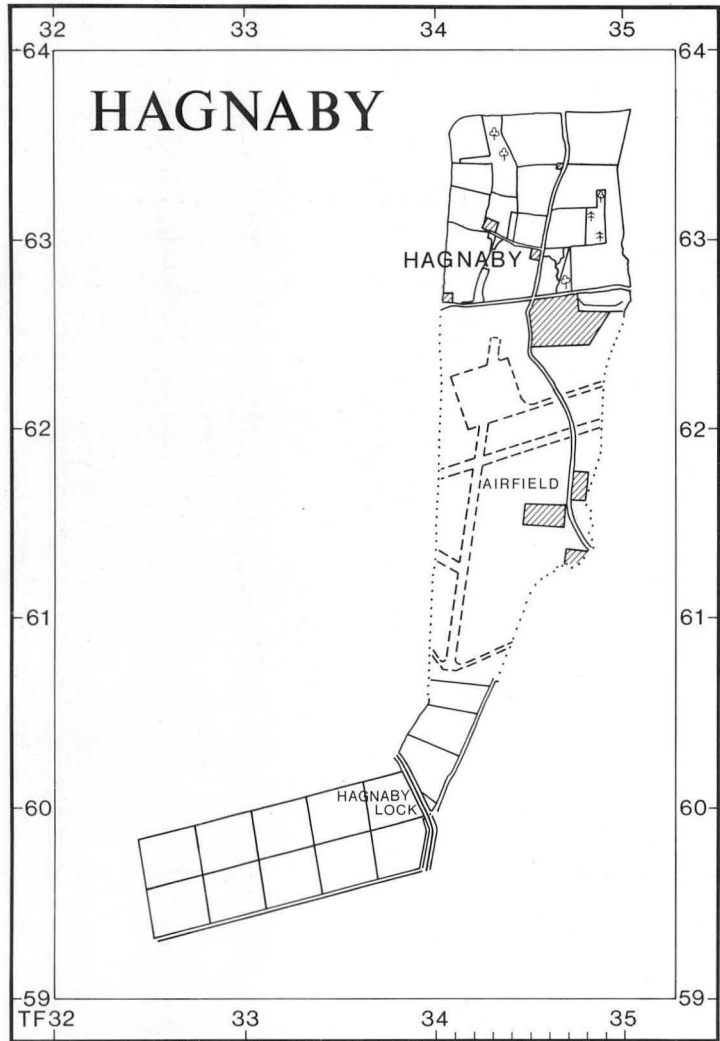 32 33 34 35
64 64
HAGNABY
63 63
HAGNABY
62 62
AIRFIELD
61 61
60 60
HAGNABY
LOCK
59 59
TF32 33 34 35